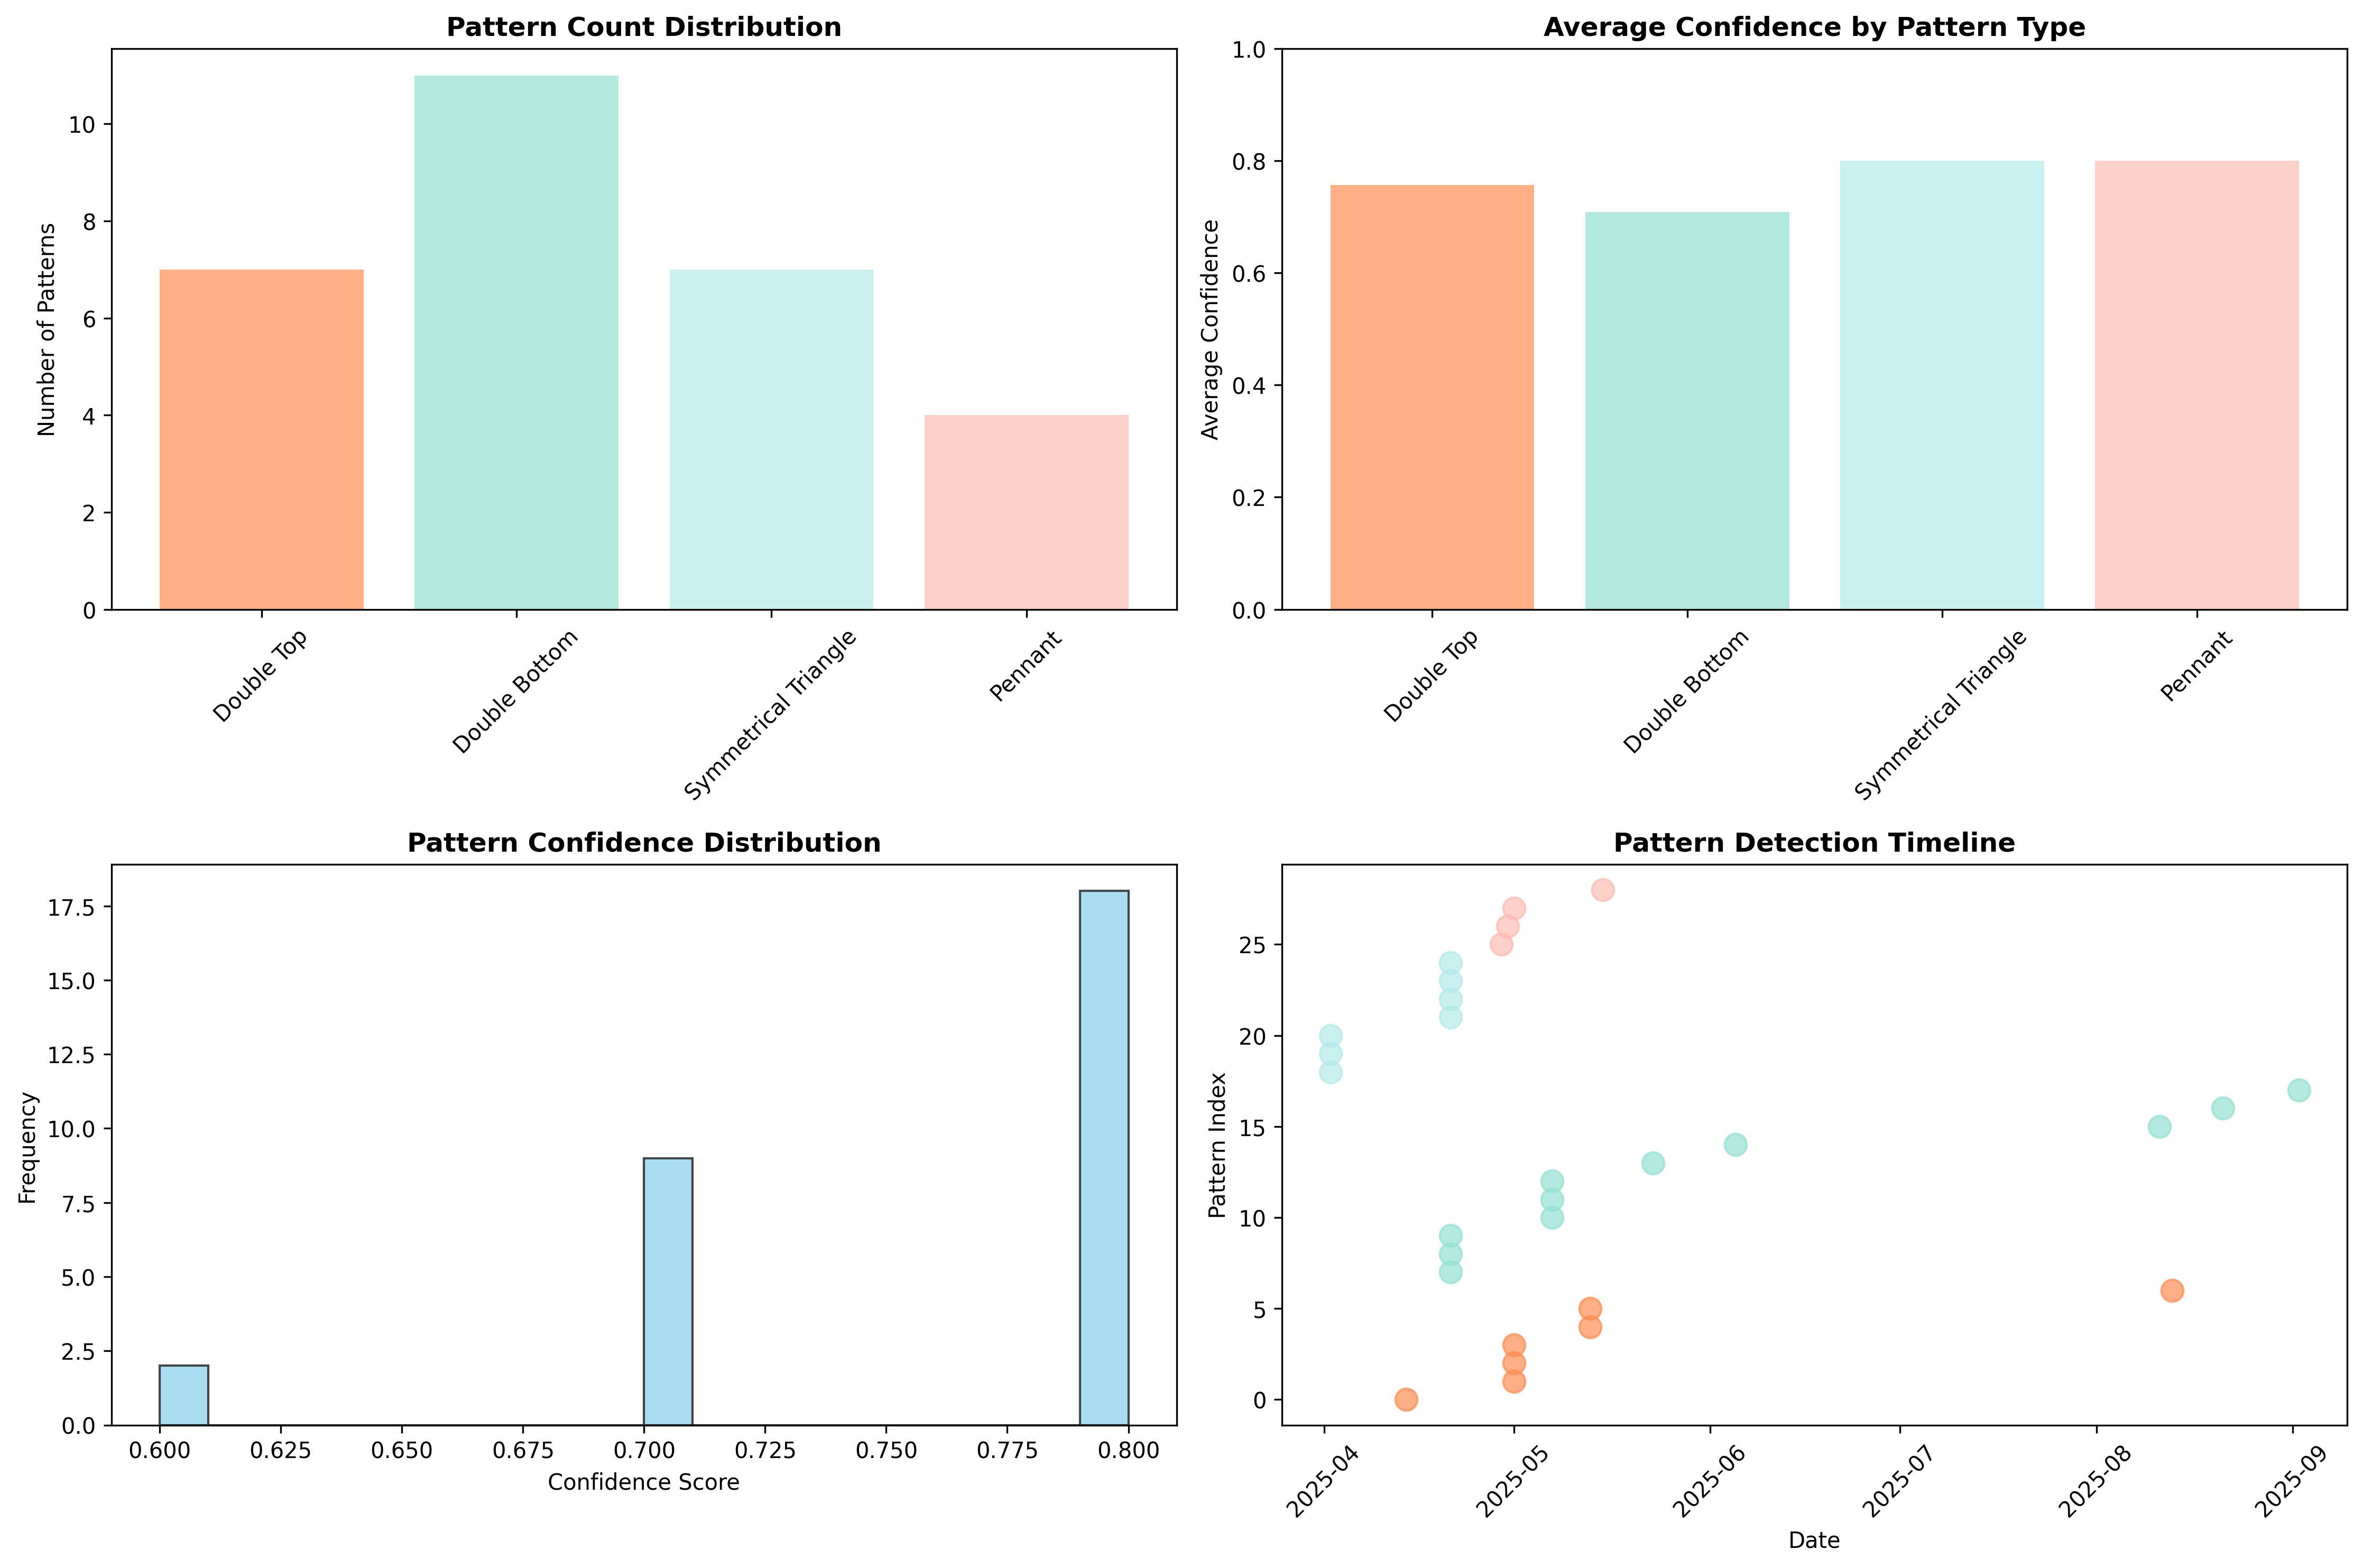 Pattern Count Distribution
Number of Patterns
10
8
6
4
2
0
Double Top
Double Bottom
Symmetrical Triangle
Pennant
Average Confidence by Pattern Type
Average Confidence
1.0
0.8
0.6
0.4
0.2
0.0
Double Top
Double Bottom
Symmetrical Triangle
Pennant
Pattern Confidence Distribution
Frequency
17.5
15.0
12.5
10.0
7.5
5.0
2.5
0.0
0.600 0.625 0.650 0.675 0.700 0.725 0.750 0.775 0.800
Confidence Score
Pattern Detection Timeline
Pattern Index
25
20
15
10
5
0
2025-04
2025-05
2025-06
2025-07
2025-08
2025-09
Date